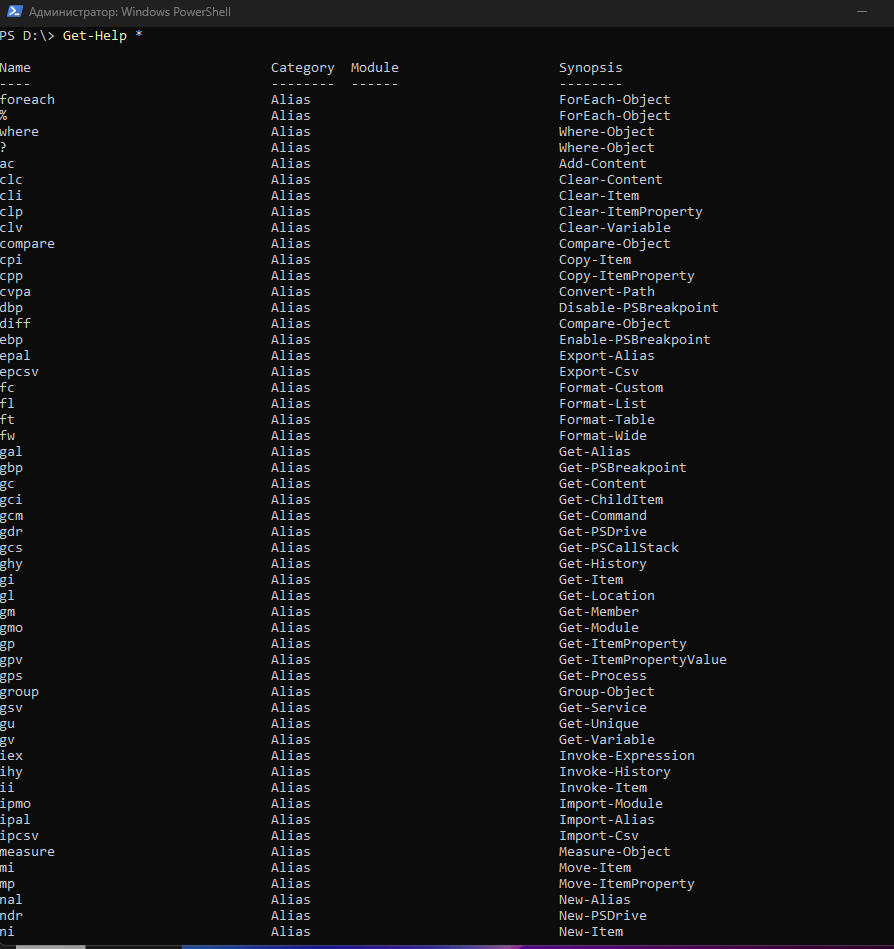 Администратор: Windows PowerShell
PS D:\> Get-Help *
Name Category Module Synopsis
---- -------- ------ --------
foreach Alias ForEach-Object
% Alias ForEach-Object
where Alias Where-Object
? Alias Where-Object
ac Alias Add-Content
clc Alias Clear-Content
cli Alias Clear-Item
clp Alias Clear-ItemProperty
clv Alias Clear-Variable
compare Alias Compare-Object
cpi Alias Copy-Item
cpp Alias Copy-ItemProperty
cvpa Alias Convert-Path
dbp Alias Disable-PSBreakpoint
diff Alias Compare-Object
ebp Alias Enable-PSBreakpoint
epal Alias Export-Alias
epcsv Alias Export-Csv
fc Alias Format-Custom
fl Alias Format-List
ft Alias Format-Table
fw Alias Format-Wide
gal Alias Get-Alias
gbp Alias Get-PSBreakpoint
gc Alias Get-Content
gci Alias Get-ChildItem
gcm Alias Get-Command
gdr Alias Get-PSDrive
gcs Alias Get-PSCallStack
ghy Alias Get-History
gi Alias Get-Item
gl Alias Get-Location
gm Alias Get-Member
gmo Alias Get-Module
gp Alias Get-ItemProperty
gpv Alias Get-ItemPropertyValue
gps Alias Get-Process
group Alias Group-Object
gsv Alias Get-Service
gu Alias Get-Unique
gv Alias Get-Variable
iex Alias Invoke-Expression
ihy Alias Invoke-History
ii Alias Invoke-Item
ipmo Alias Import-Module
ipal Alias Import-Alias
ipcsv Alias Import-Csv
measure Alias Measure-Object
mi Alias Move-Item
mp Alias Move-ItemProperty
nal Alias New-Alias
ndr Alias New-PSDrive
ni Alias New-Item